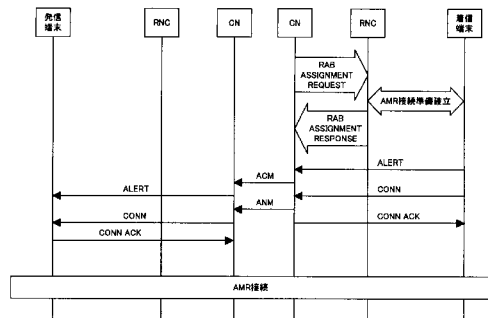 発信
端末
RNC
CN
CN
RNC
着信
端末
RAB
ASSIGNMENT
REQUEST
AMR接続準備確立
RAB
ASSIGNMENT
RESPONSE
ALERT
ACM
ALERT
CONN
ANM
CONN
CONN ACK
CONN ACK
AMR接続